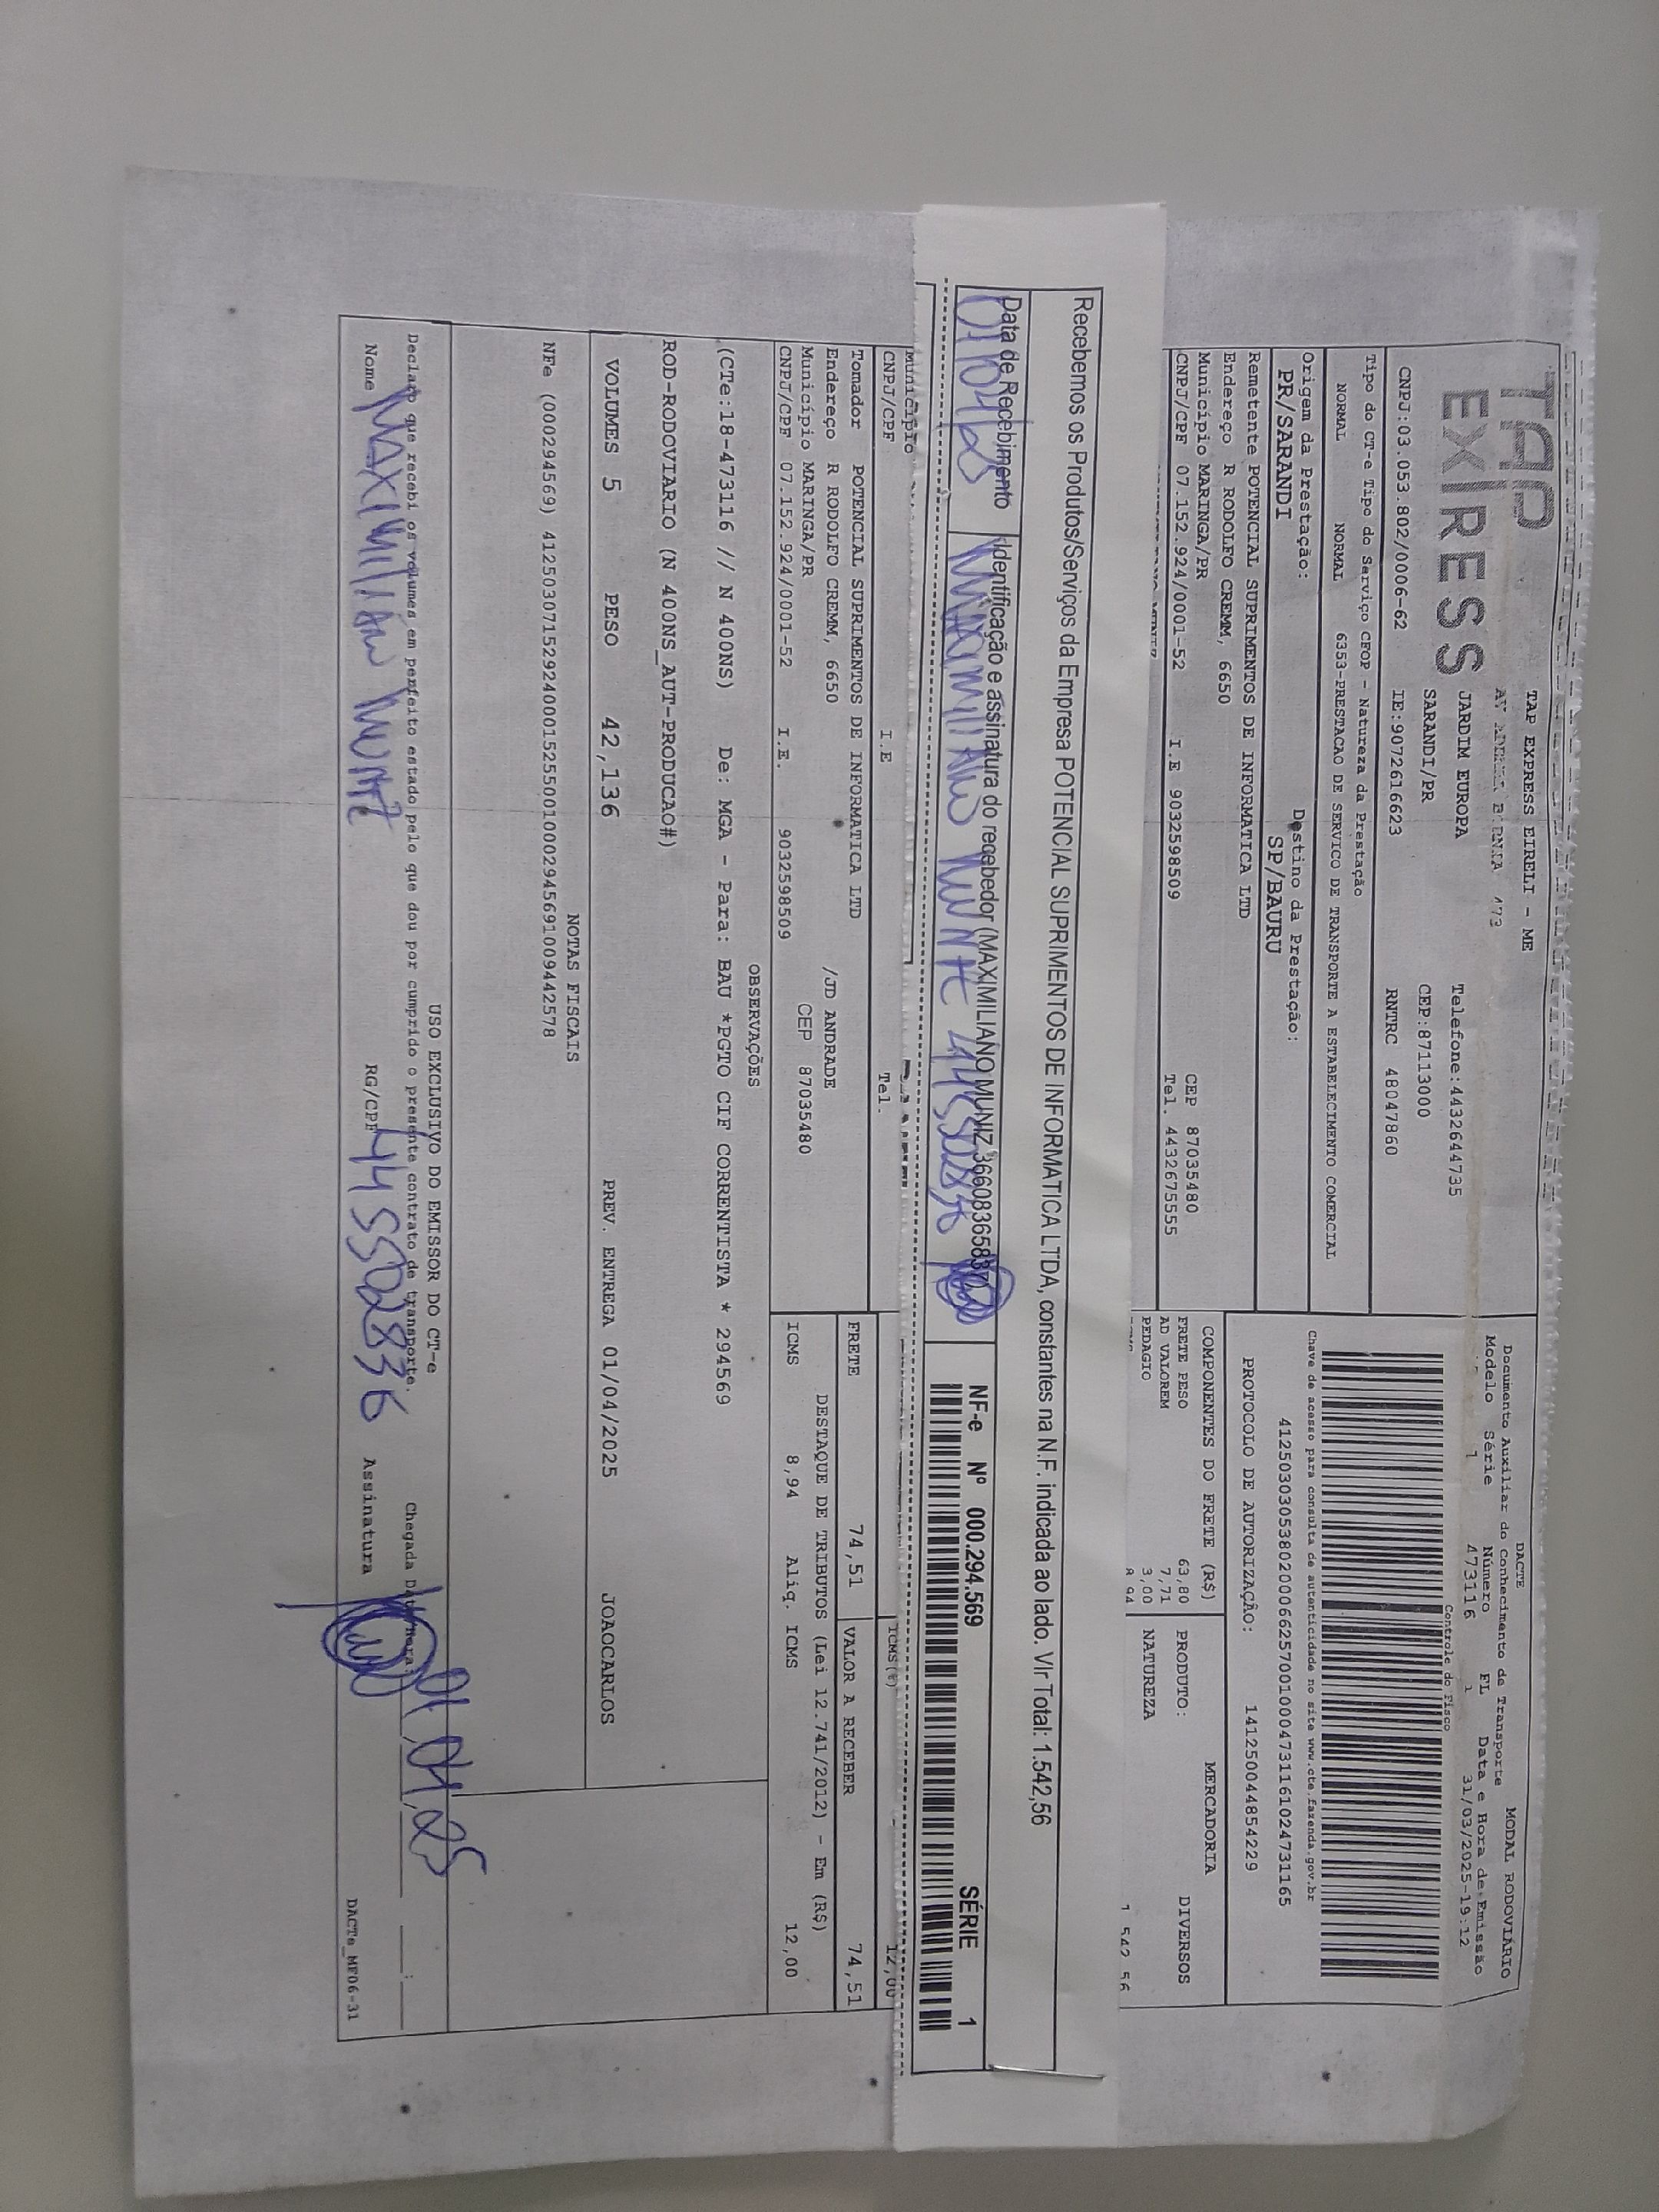 TAP
EXPRESS
TAP EXPRESS EIRELI - ME
JARDIM EUROPA
Telefone:4432644735
SARANDI/PR
CEP:87113000
CNPJ:03.053.802/0006-62
IE:9072616623
RNTRC 48047860
DACTE
Documento Auxiliar do Conhecimento de Transporte
MODAL RODOVIÁRIO
Modelo Série Número FL Data e Hora de Emissão
1 473116 1 31/03/2025-19:12
Controle do Fisco
Tipo do CT-e Tipo do Serviço CFOP - Natureza da Prestação
NORMAL NORMAL 6353-PRESTACAO DE SERVICO DE TRANSPORTE A ESTABELECIMENTO COMERCIAL
Chave de acesso para consulta de autenticidade no site www.cte.fazenda.gov.br
Origem da Prestação:
PR/SARANDI
Destino da Prestação:
SP/BAURU
PROTOCOLO DE AUTORIZAÇÃO: 141250044854229
Remetente POTENCIAL SUPRIMENTOS DE INFORMATICA LTD
Endereço R RODOLFO CREMM, 6650
Município MARINGA/PR
CEP 87035480
CNPJ/CPF 07.152.924/0001-52 I.E 9032598509 Tel. 4432675555
COMPONENTES DO FRETE (R$)
FRETE PESO 63,80
AD VALOREM 7,71
PEDAGIO 3,00
MERCADORIA
PRODUTO: DIVERSOS
NATUREZA
Recebemos os Produtos/Serviços da Empresa POTENCIAL SUPRIMENTOS DE INFORMATICA LTDA, constantes na N.F. indicada ao lado. Vlr Total: 1.542,56
Data de Recebimento
Identificação e assinatura do recebedor (MAXIMILIANO MUNIZ
NF-e Nº 000.294.569
SÉRIE 1
01/04/25
Município
CNPJ/CPF I.E Tel.
12,00
Tomador POTENCIAL SUPRIMENTOS DE INFORMATICA LTD
Endereço R RODOLFO CREMM, 6650 /JD ANDRADE
Município MARINGA/PR CEP 87035480
CNPJ/CPF 07.152.924/0001-52 I.E. 9032598509
FRETE 74,51
VALOR A RECEBER 74,51
DESTAQUE DE TRIBUTOS (Lei 12.741/2012) - Em (R$)
ICMS 8,94 Aliq. ICMS 12,00
OBSERVAÇÕES
(CTe:18-473116 // N 400NS) De: MGA - Para: BAU *PGTO CIF CORRENTISTA * 294569
ROD-RODOVIARIO (N 400NS_AUT-PRODUCAO#)
VOLUMES 5 PESO 42,136 PREV. ENTREGA 01/04/2025 JOAOCARLOS
NOTAS FISCAIS
NFe (000294569) 41250307152924000152550010002945691009442578
USO EXCLUSIVO DO EMISSOR DO CT-e
Declaro que recebi os volumes em perfeito estado pelo que dou por cumprido o presente contrato de transporte.
Chegada Data/Hora: 01/04/25
Nome RG/CPF 445502836 Assinatura
DACTe_MF06-31